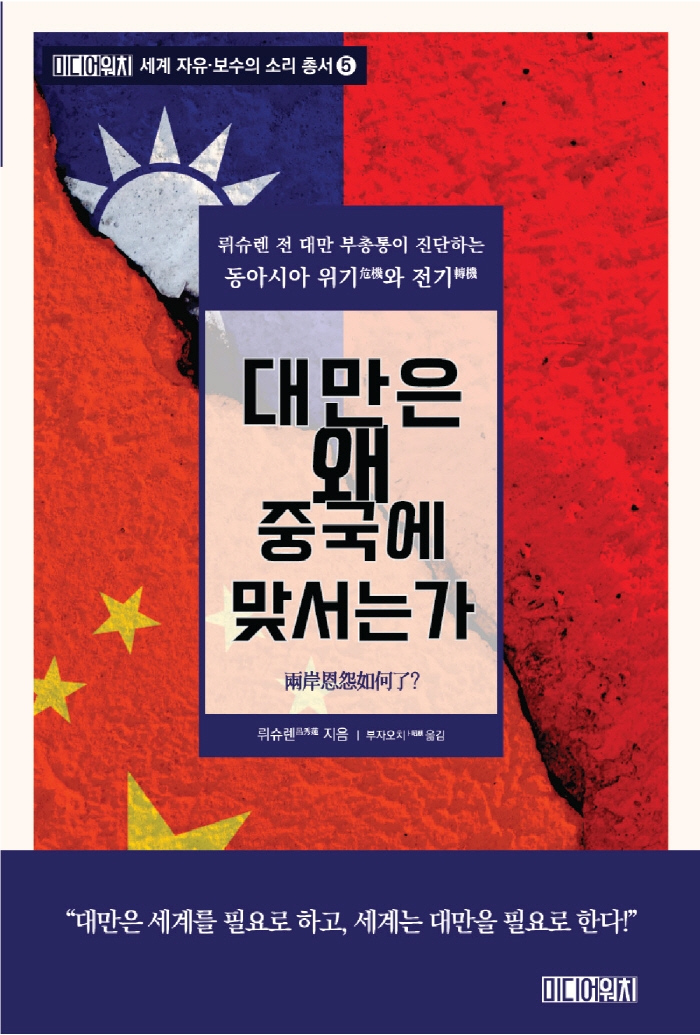 미디어워치 세계 자유·보수의 소리 총서 5
뤼슈렌 전 대만 부총통이 진단하는
동아시아 위기危機와 전기轉機
대만은
왜
중국에
맞서는가
兩岸恩怨如何了?
뤼슈렌呂秀蓮 지음 | 부자오치 옮김
“대만은 세계를 필요로 하고, 세계는 대만을 필요로 한다!”
미디어워치